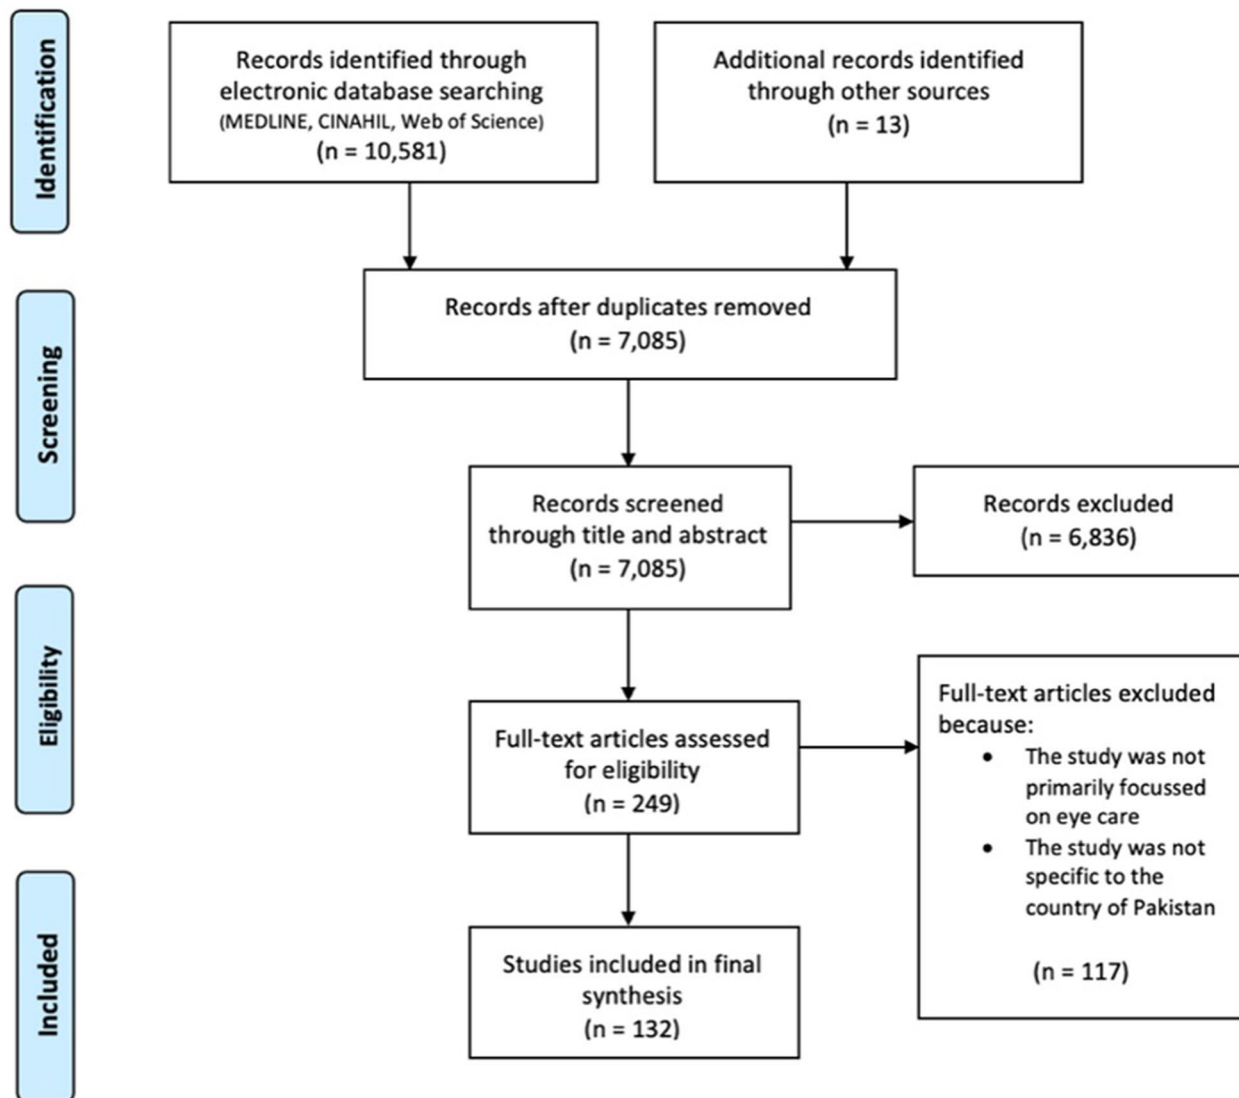 Identification
Records identified through
electronic database searching
(MEDLINE, CINAHIL, Web of Science)
(n = 10,581)
Additional records identified
through other sources
(n = 13)
Screening
Records after duplicates removed
(n = 7,085)
Records screened
through title and abstract
(n = 7,085)
Records excluded
(n = 6,836)
Eligibility
Full-text articles assessed
for eligibility
(n = 249)
Full-text articles excluded
because:
• The study was not
primarily focussed
on eye care
• The study was not
specific to the
country of Pakistan
(n = 117)
Included
Studies included in final
synthesis
(n = 132)